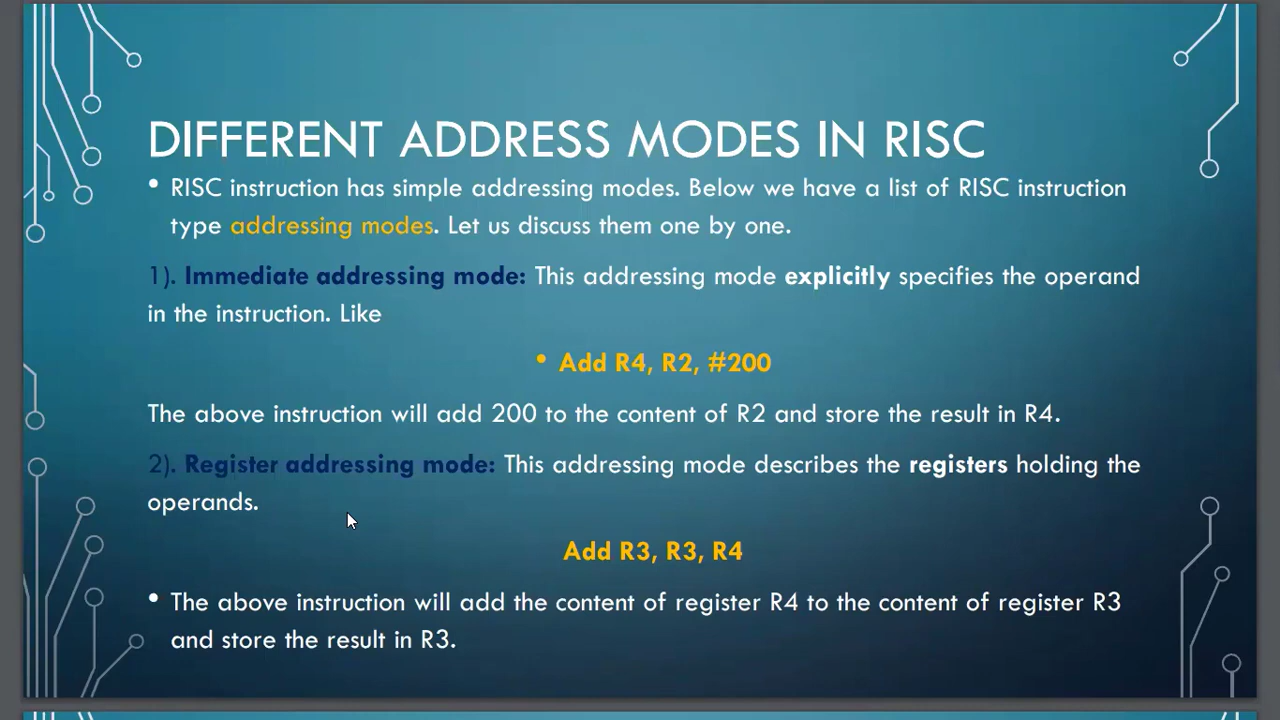 DIFFERENT ADDRESS MODES IN RISC
• RISC instruction has simple addressing modes. Below we have a list of RISC instruction
type addressing modes. Let us discuss them one by one.
1). Immediate addressing mode: This addressing mode explicitly specifies the operand
in the instruction. Like
• Add R4, R2, #200
The above instruction will add 200 to the content of R2 and store the result in R4.
2). Register addressing mode: This addressing mode describes the registers holding the
operands.
Add R3, R3, R4
• The above instruction will add the content of register R4 to the content of register R3
and store the result in R3.